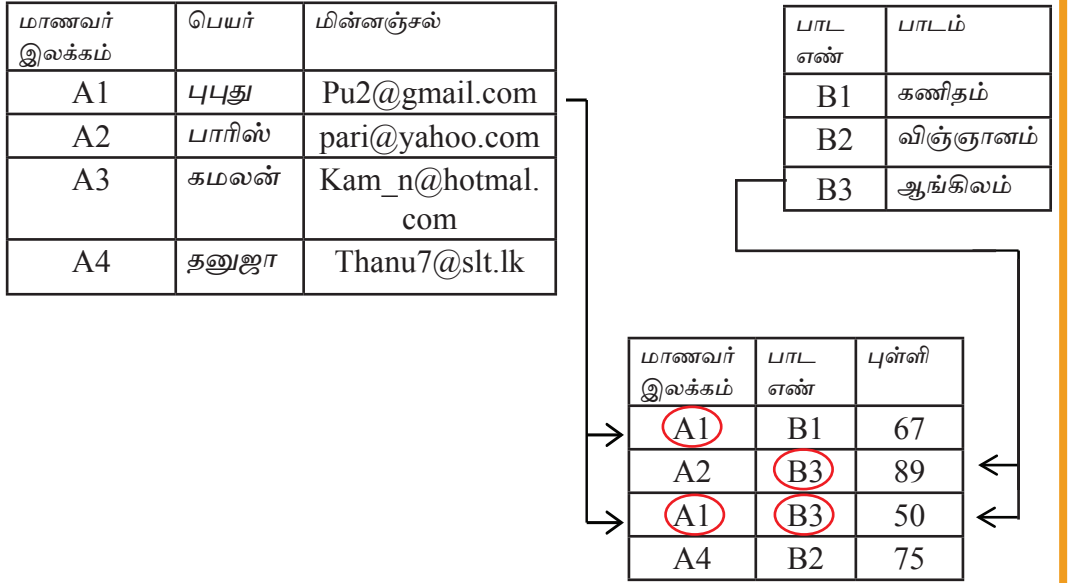 மாணவர் இலக்கம் பெயர் மின்னஞ்சல்
A1 புபுது Pu2@gmail.com
A2 பாரிஸ் pari@yahoo.com
A3 கமலன் Kam_n@hotmal.
com
A4 தனுஜா Thanu7@slt.lk
பாட எண் பாடம்
B1 கணிதம்
B2 விஞ்ஞானம்
B3 ஆங்கிலம்
மாணவர் இலக்கம் பாட எண் புள்ளி
A1 B1 67
A2 B3 89
A1 B3 50
A4 B2 75